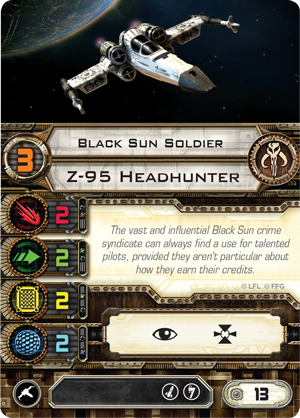 Black Sun Soldier
3
Z-95 Headhunter
2
2
2
2
The vast and influential Black Sun crime
syndicate can always find a use for talented
pilots, provided they aren't particular about
how they earn their credits.
© LFL © FFG
13